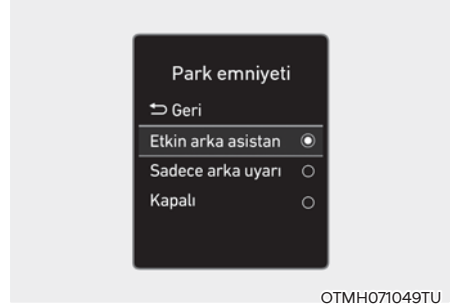 Park emniyeti
⮌ Geri
Etkin arka asistan
Sadece arka uyarı
Kapalı
OTMH071049TU